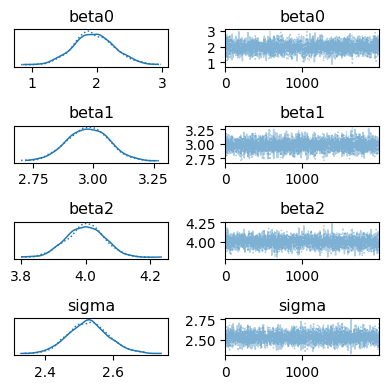 beta0 beta0
3
2
1
1 2 3 0 1000
beta1 beta1
3.25
3.00
2.75
2.75 3.00 3.25 0 1000
beta2 beta2
4.25
4.00
3.8 4.0 4.2 0 1000
sigma sigma
2.75
2.50
2.4 2.6 0 1000